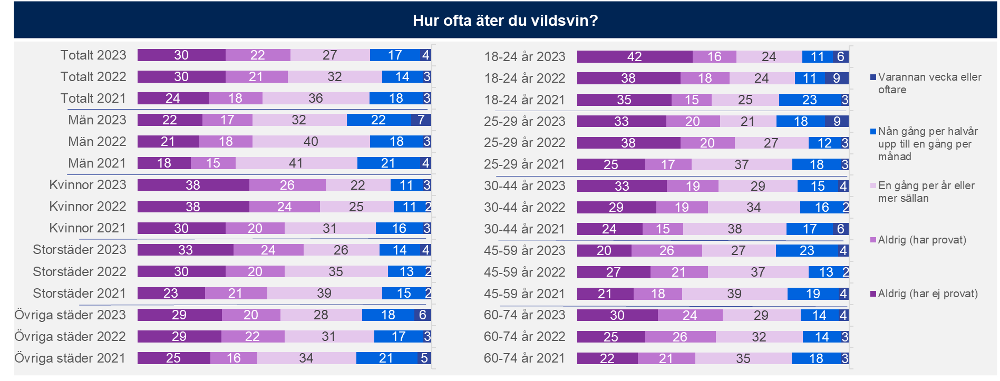 Hur ofta äter du vildsvin?
Totalt 2023 30 22 27 17 4
Totalt 2022 30 21 32 14 3
Totalt 2021 24 18 36 18 3
Män 2023 22 17 32 22 7
Män 2022 21 18 40 18 3
Män 2021 18 15 41 21 4
Kvinnor 2023 38 26 22 11 3
Kvinnor 2022 38 24 25 11 2
Kvinnor 2021 30 20 31 16 3
Storstäder 2023 33 24 26 14 4
Storstäder 2022 30 20 35 13 2
Storstäder 2021 23 21 39 15 2
Övriga städer 2023 29 20 28 18 6
Övriga städer 2022 29 22 31 17 3
Övriga städer 2021 25 16 34 21 5
18-24 år 2023 42 16 24 11 6
18-24 år 2022 38 18 24 11 9
18-24 år 2021 35 15 25 23 3
25-29 år 2023 33 20 21 18 9
25-29 år 2022 38 20 27 12 3
25-29 år 2021 25 17 37 18 3
30-44 år 2023 33 19 29 15 4
30-44 år 2022 29 19 34 16 2
30-44 år 2021 24 15 38 17 6
45-59 år 2023 20 26 27 23 4
45-59 år 2022 27 21 37 13 2
45-59 år 2021 21 18 39 19 4
60-74 år 2023 30 24 29 14 4
60-74 år 2022 25 26 32 14 3
60-74 år 2021 22 21 35 18 3
Varannan vecka eller
oftare
Nån gång per halvår
upp till en gång per
månad
En gång per år eller
mer sällan
Aldrig (har provat)
Aldrig (har ej provat)